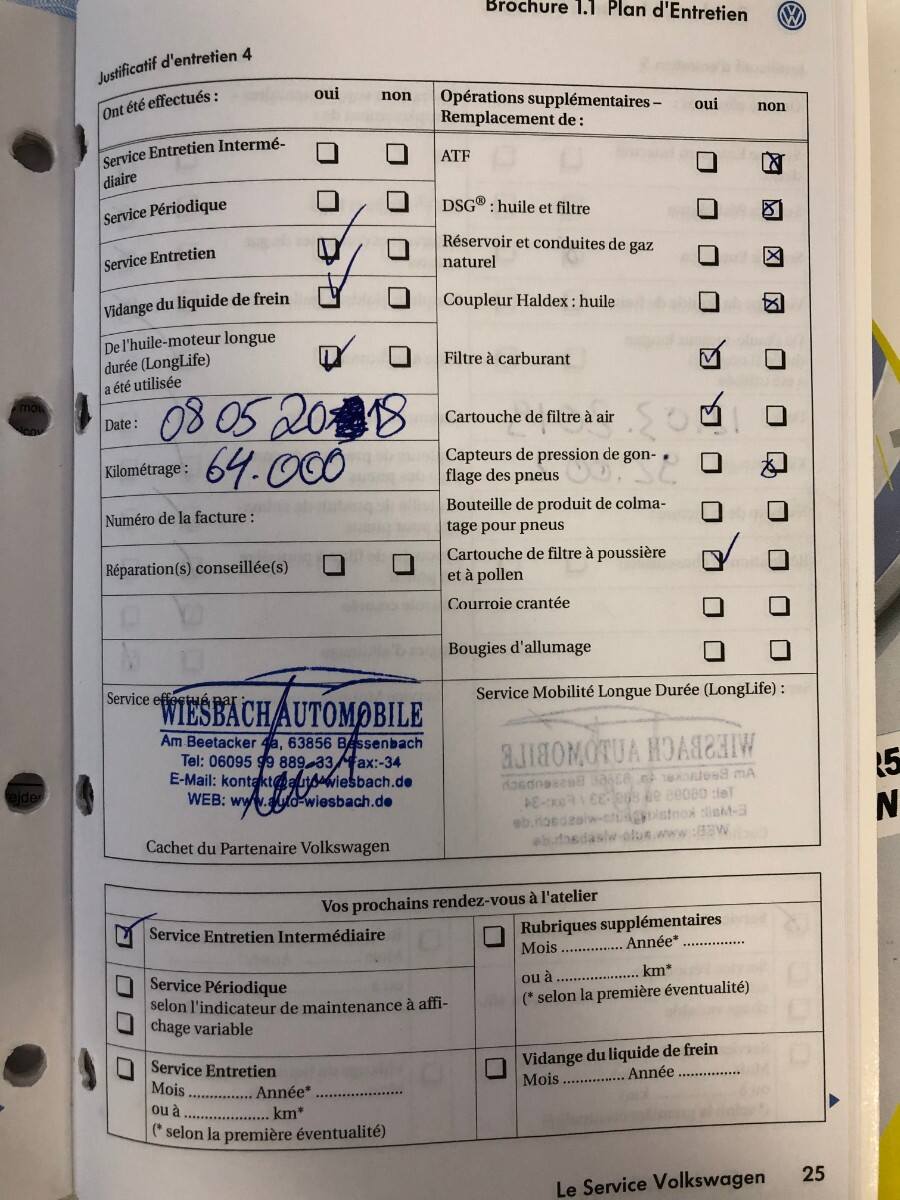 Brochure 1.1 Plan d'Entretien
Justificatif d'entretien 4
Ont été effectués : oui non
Service Entretien Intermé-
diaire
Service Périodique
Service Entretien
Vidange du liquide de frein
De l'huile-moteur longue
durée (LongLife)
a été utilisée
Date : 08 05 20 18
Kilométrage : 64.000
Numéro de la facture :
Réparation(s) conseillée(s)
Opérations supplémentaires – oui non
Remplacement de :
ATF
DSG® : huile et filtre
Réservoir et conduites de gaz
naturel
Coupleur Haldex : huile
Filtre à carburant
Cartouche de filtre à air
Capteurs de pression de gon-
flage des pneus
Bouteille de produit de colma-
tage pour pneus
Cartouche de filtre à poussière
et à pollen
Courroie crantée
Bougies d'allumage
Service effectué par :
WIESBACH AUTOMOBILE
Am Beetacker 4a, 63856 Bessenbach
Tel: 06095 99 889-33 / Fax:-34
E-Mail: kontakt@auto-wiesbach.de
WEB: www.auto-wiesbach.de
Cachet du Partenaire Volkswagen
Service Mobilité Longue Durée (LongLife) :
Vos prochains rendez-vous à l'atelier
Service Entretien Intermédiaire
Service Périodique
selon l'indicateur de maintenance à affi-
chage variable
Service Entretien
Mois ............... Année* ....................
ou à .................... km*
(* selon la première éventualité)
Rubriques supplémentaires
Mois .............. Année* ..............
ou à ................... km*
(* selon la première éventualité)
Vidange du liquide de frein
Mois .............. Année ..............
Le Service Volkswagen 25